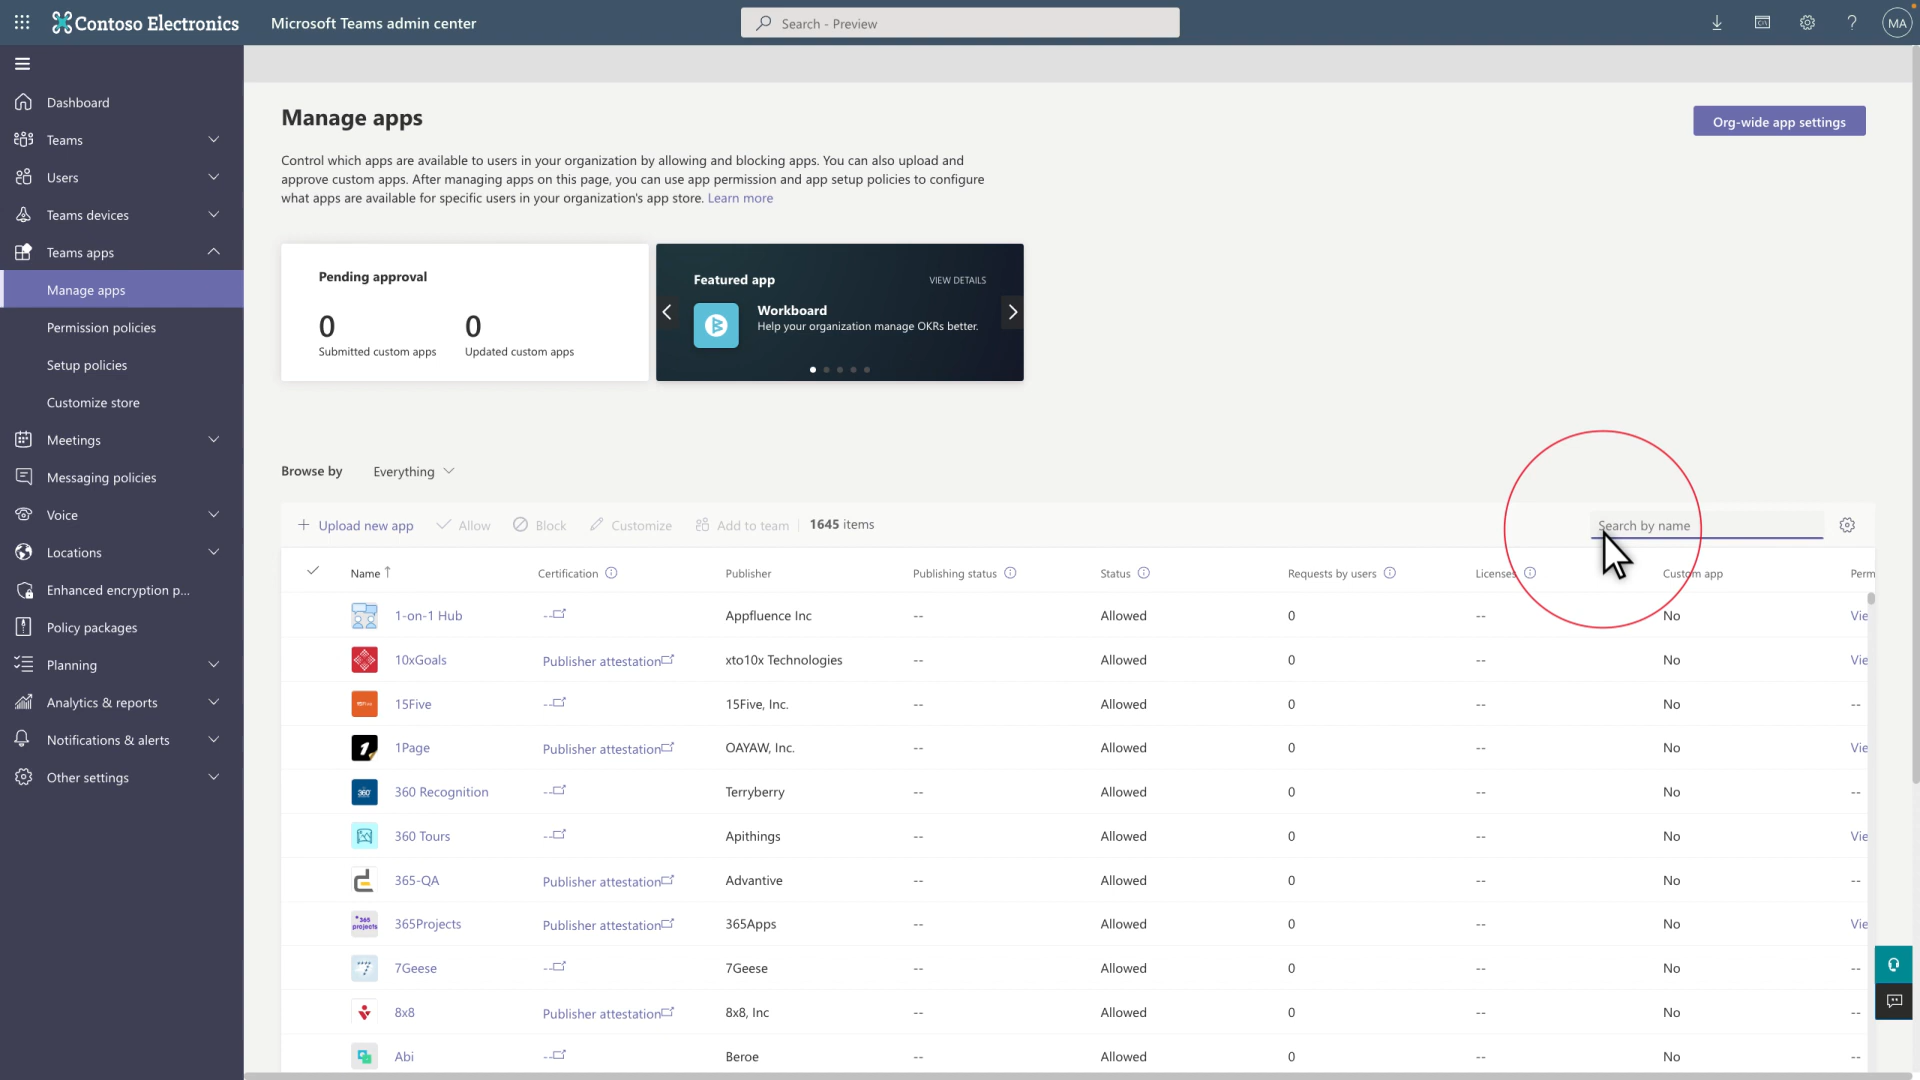 Contoso Electronics
Microsoft Teams admin center
Search - Preview
MA
Dashboard
Teams
Users
Teams devices
Teams apps
Manage apps
Permission policies
Setup policies
Customize store
Meetings
Messaging policies
Voice
Locations
Enhanced encryption p...
Policy packages
Planning
Analytics & reports
Notifications & alerts
Other settings
Manage apps
Org-wide app settings
Control which apps are available to users in your organization by allowing and blocking apps. You can also upload and
approve custom apps. After managing apps on this page, you can use app permission and app setup policies to configure
what apps are available for specific users in your organization's app store. Learn more
Pending approval
0 0
Submitted custom apps Updated custom apps
Featured app VIEW DETAILS
Workboard
Help your organization manage OKRs better.
Browse by Everything
Upload new app Allow Block Customize Add to team 1645 items Search by name
Name ↑ Certification Publisher Publishing status Status Requests by users Licenses Custom app Perm
1-on-1 Hub -- Appfluence Inc -- Allowed 0 -- No Vie
10xGoals Publisher attestation xto10x Technologies -- Allowed 0 -- No Vie
15Five -- 15Five, Inc. -- Allowed 0 -- No --
1Page Publisher attestation OAYAW, Inc. -- Allowed 0 -- No Vie
360 Recognition -- Terryberry -- Allowed 0 -- No --
360 Tours -- Apithings -- Allowed 0 -- No Vie
365-QA Publisher attestation Advantive -- Allowed 0 -- No --
365 projects 365Projects Publisher attestation 365Apps -- Allowed 0 -- No Vie
7Geese -- 7Geese -- Allowed 0 -- No --
8x8 Publisher attestation 8x8, Inc -- Allowed 0 -- No --
Abi -- Beroe -- Allowed 0 -- No --